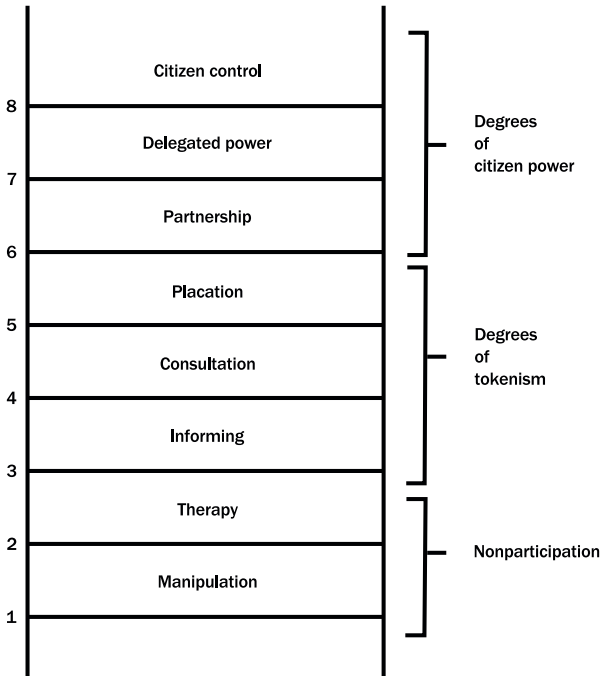 Citizen control
8
Delegated power
7
Partnership
6
Placation
5
Consultation
4
Informing
3
Therapy
2
Manipulation
1
Degrees
of
citizen power
Degrees
of
tokenism
Nonparticipation